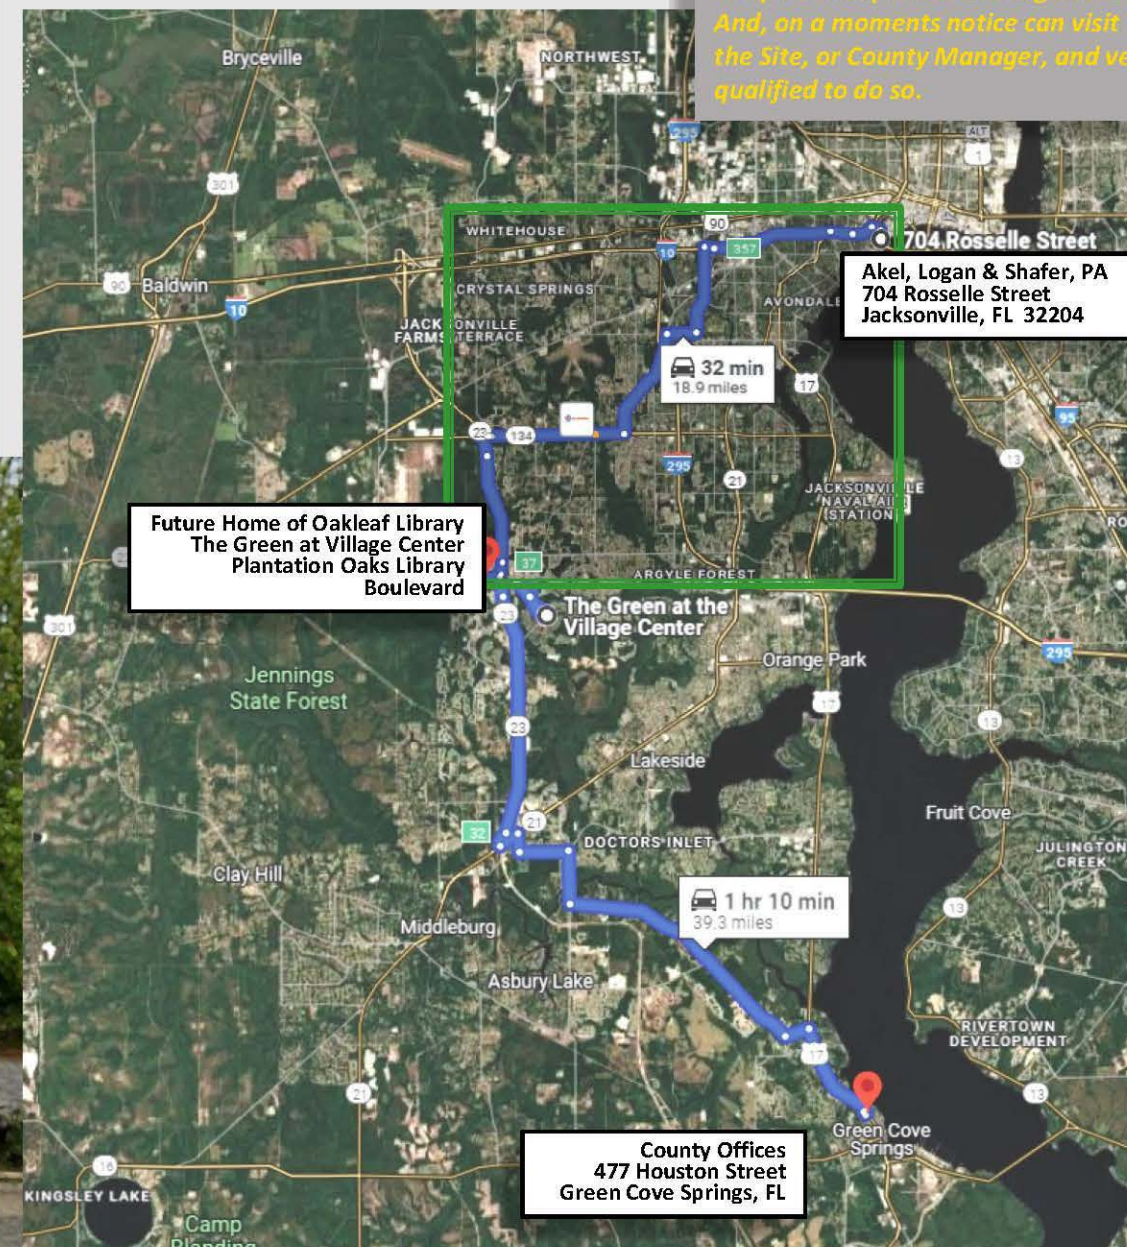 And, on a moments notice can visit
the Site, or County Manager, and ve
qualified to do so.
Bryceville
NORTHWEST
295
ALT
1
301
WHITEHOUSE
90
10
357
704 Rosselle Street
Akel, Logan & Shafer, PA
704 Rosselle Street
Jacksonville, FL 32204
90
Baldwin
10
CRYSTAL SPRINGS
AVONDALE
JACKSONVILLE
FARMS TERRACE
32 min
18.9 miles
17
95
23
134
295
21
13
JACKSONVILLE
NAVAL AIR
STATION
RO
Future Home of Oakleaf Library
The Green at Village Center
Plantation Oaks Library
Boulevard
37
ARGYLE FOREST
301
23
The Green at the
Village Center
295
Orange Park
Jennings
State Forest
17
13
23
Lakeside
21
32
Fruit Cove
DOCTORS INLET
JULINGTON
CREEK
Clay Hill
1 hr 10 min
39.3 miles
13
Middleburg
Asbury Lake
RIVERTOWN
DEVELOPMENT
17
21
13
Green Cove
Springs
County Offices
477 Houston Street
Green Cove Springs, FL
16
KINGSLEY LAKE
Camp